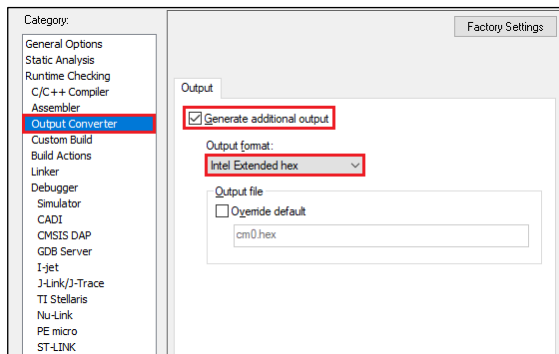 Category:
Factory Settings
General Options
Static Analysis
Runtime Checking
C/C++ Compiler
Assembler
Output Converter
Custom Build
Build Actions
Linker
Debugger
Simulator
CADI
CMSIS DAP
GDB Server
I-jet
J-Link/J-Trace
TI Stellaris
Nu-Link
PE micro
ST-LINK
Output
Generate additional output
Output format:
Intel Extended hex
Output file
Override default
cm0.hex